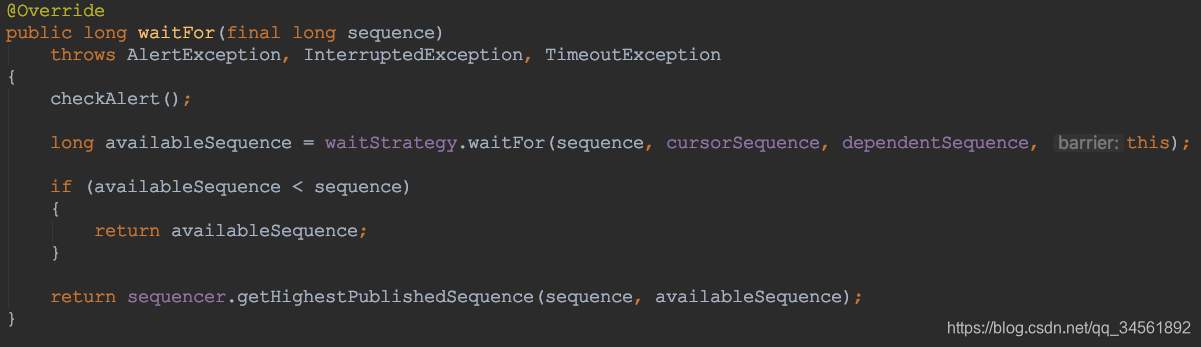 @Override
public long waitFor(final long sequence)
    throws AlertException, InterruptedException, TimeoutException
{
    checkAlert();
    long availableSequence = waitStrategy.waitFor(sequence, cursorSequence, dependentSequence, barrier: this);
    if (availableSequence < sequence)
    {
        return availableSequence;
    }
    return sequencer.getHighestPublishedSequence(sequence, availableSequence);
}
https://blog.csdn.net/qq_34561892